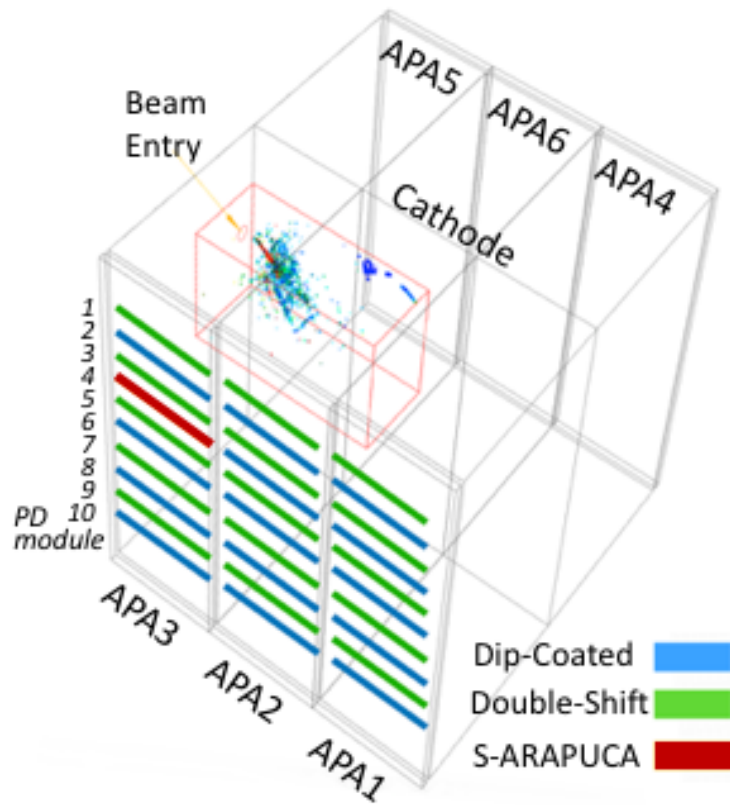 APA5
APA6
APA4
Beam
Entry
Cathode
1
2
3
4
5
6
7
8
9
PD 10
module
APA3
APA2
APA1
Dip-Coated
Double-Shift
S-ARAPUCA